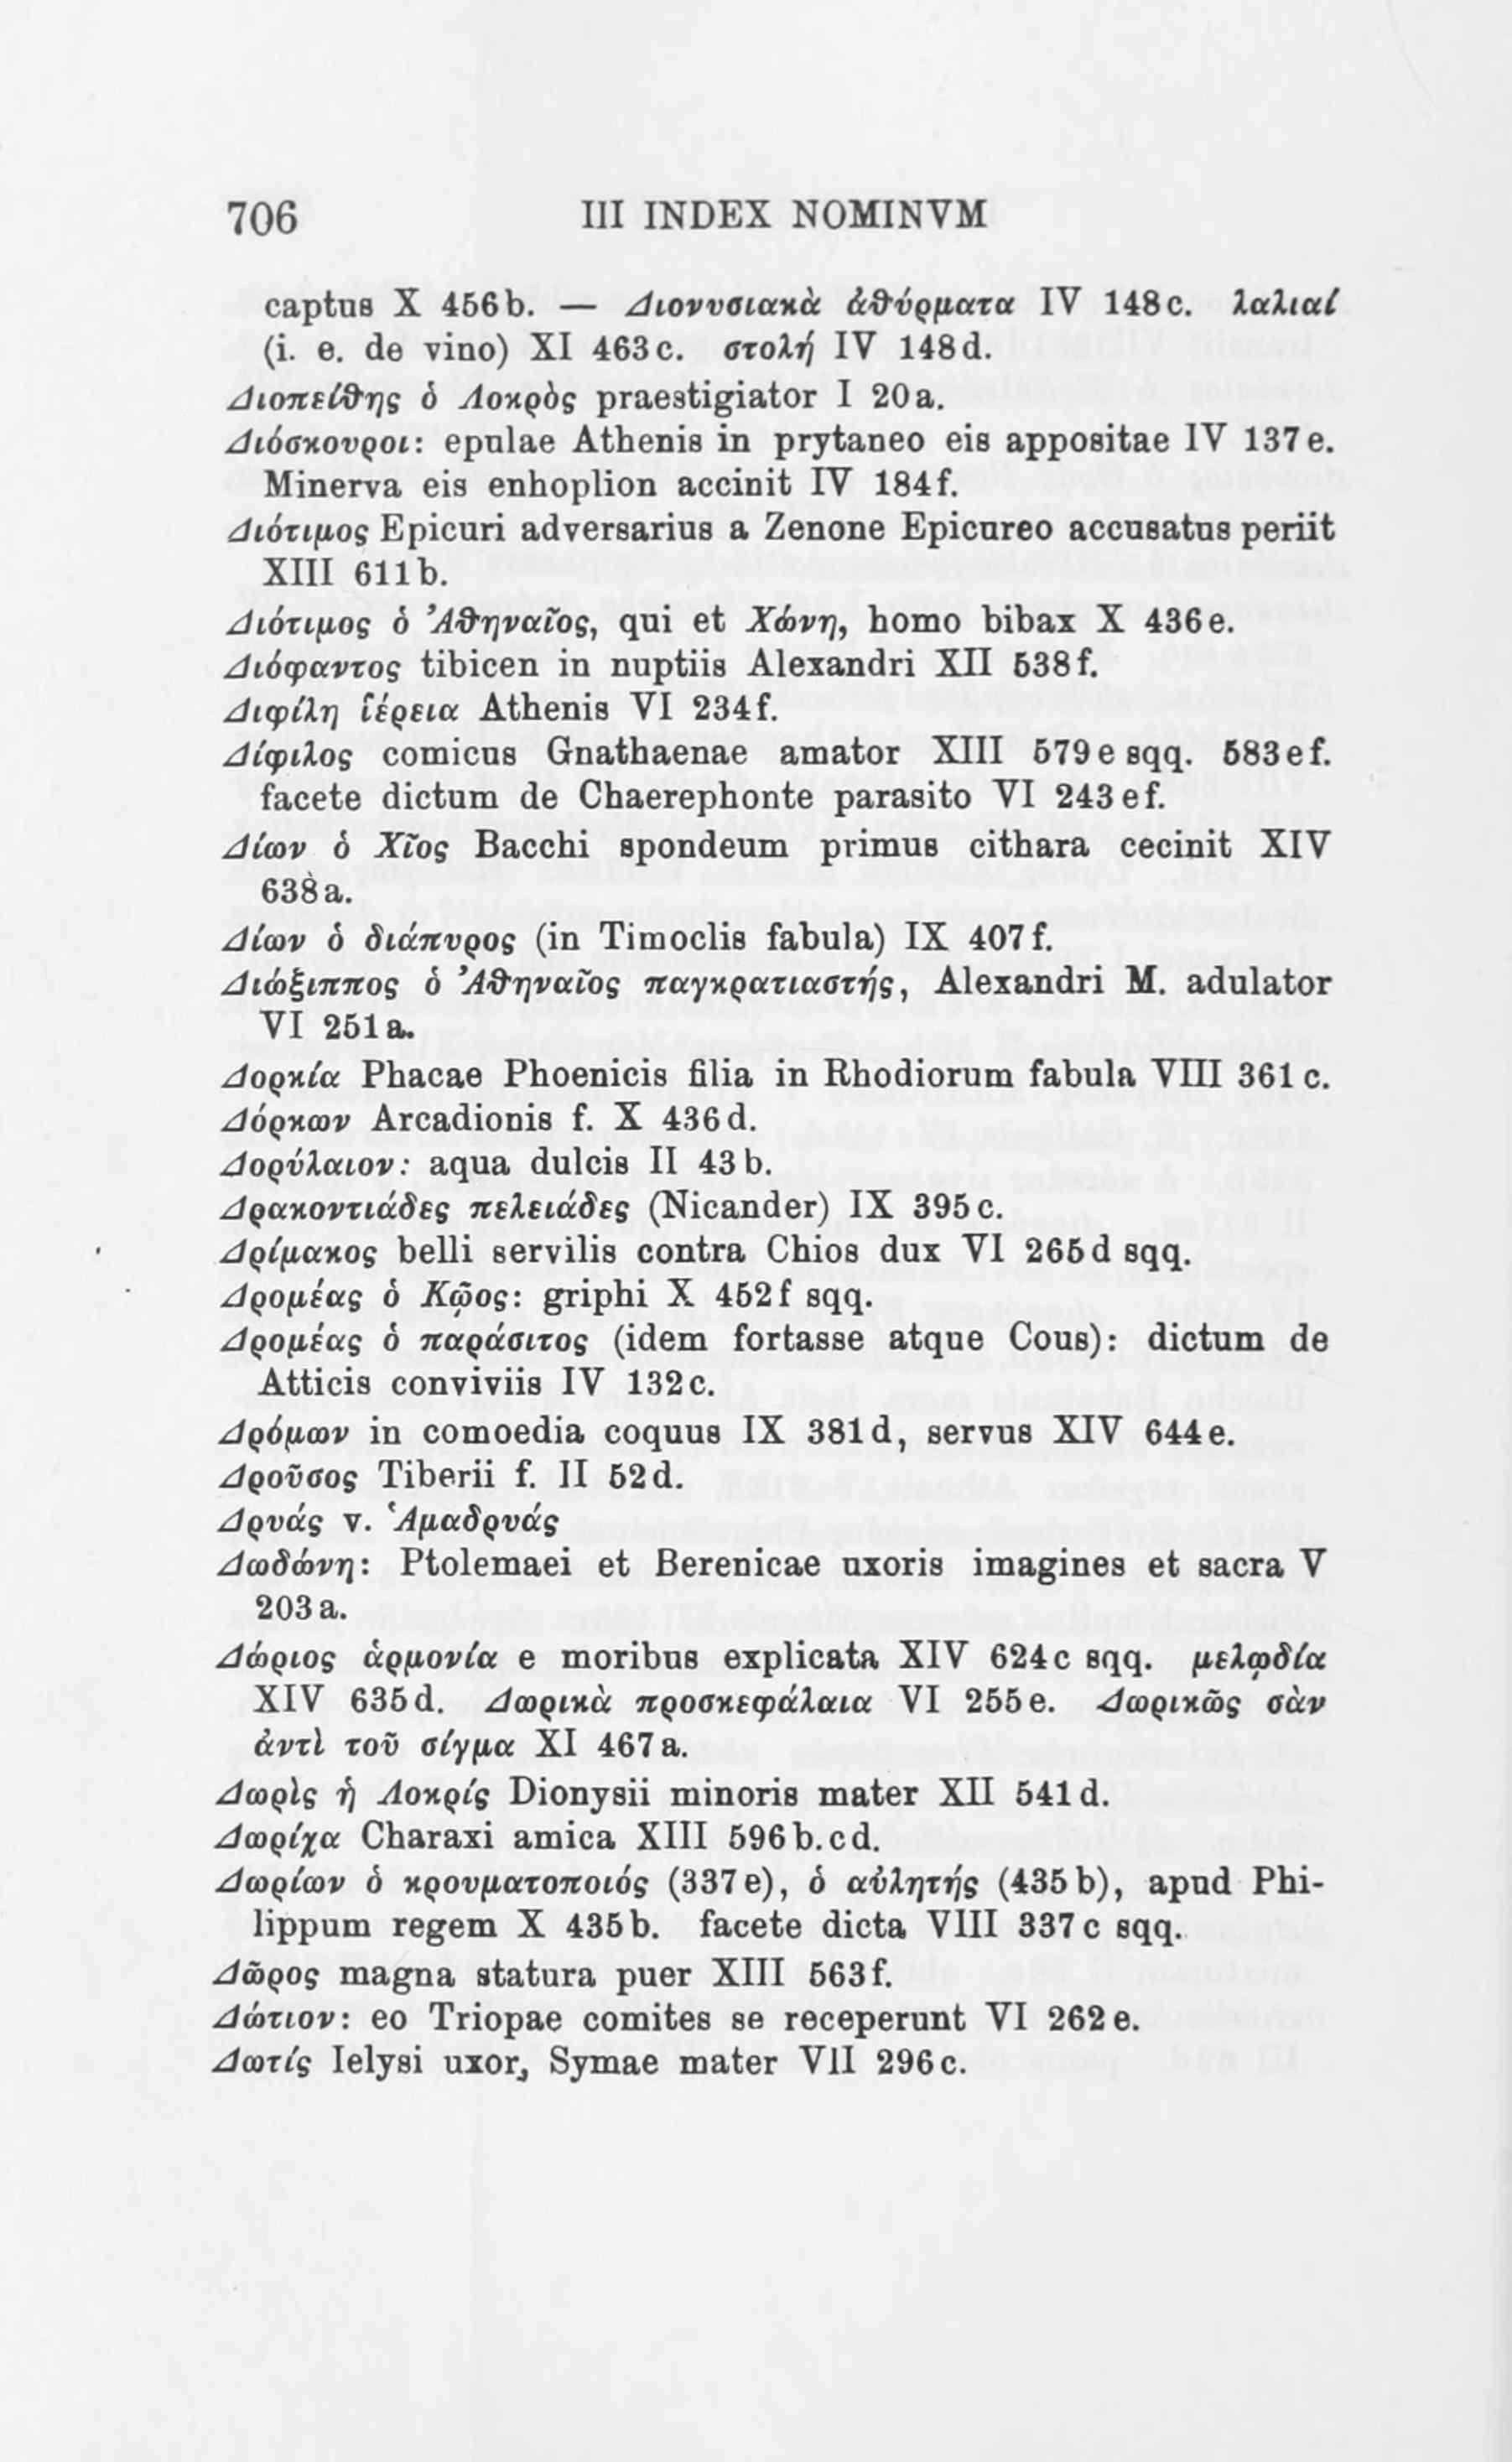 706 III INDEX NOMINVM
captus X 456b. — Διονυσιακὰ ἀθύρματα IV 148c. λαλιαί
(i. e. de vino) XI 463c. στολή IV 148d.
Διοπείθης ὁ Λοκρὸς praestigiator I 20a.
Διόσκουροι: epulae Athenis in prytaneo eis appositae IV 137e.
Minerva eis enhoplion accinit IV 184f.
Διότιμος Epicuri adversarius a Zenone Epicureo accusatus periit
XIII 611b.
Διότιμος ὁ Ἀθηναῖος, qui et Χώνη, homo bibax X 436e.
Διόφαντος tibicen in nuptiis Alexandri XII 538f.
Διφίλη ἱέρεια Athenis VI 234f.
Δίφιλος comicus Gnathaenae amator XIII 579e sqq. 583ef.
facete dictum de Chaerephonte parasito VI 243ef.
Δίων ὁ Χῖος Bacchi spondeum primus cithara cecinit XIV
638a.
Δίων ὁ διάπυρος (in Timoclis fabula) IX 407f.
Διώξιππος ὁ Ἀθηναῖος παγκρατιαστής, Alexandri M. adulator
VI 251a.
Δορκία Phacae Phoenicis filia in Rhodiorum fabula VIII 361c.
Δόρκων Arcadionis f. X 436d.
Δορύλαιον: aqua dulcis II 43b.
Δρακοντιάδες πελειάδες (Nicander) IX 395c.
Δρίμακος belli servilis contra Chios dux VI 265d sqq.
Δρομέας ὁ Κῷος: griphi X 452f sqq.
Δρομέας ὁ παράσιτος (idem fortasse atque Cous): dictum de
Atticis conviviis IV 132c.
Δρόμων in comoedia coquus IX 381d, servus XIV 644e.
Δροῦσος Tiberii f. II 52d.
Δρυάς v. Ἁμαδρυάς
Δωδώνη: Ptolemaei et Berenicae uxoris imagines et sacra V
203a.
Δώριος ἁρμονία e moribus explicata XIV 624c sqq. μελῳδία
XIV 635d. Δωρικὰ προσκεφάλαια VI 255e. Δωρικῶς σὰν
ἀντὶ τοῦ σίγμα XI 467a.
Δωρὶς ἡ Λοκρίς Dionysii minoris mater XII 541d.
Δωρίχα Charaxi amica XIII 596b.cd.
Δωρίων ὁ κρουματοποιός (337e), ὁ αὐλητής (435b), apud Phi-
lippum regem X 435b. facete dicta VIII 337c sqq.
Δῶρος magna statura puer XIII 563f.
Δώτιον: eo Triopae comites se receperunt VI 262e.
Δωτίς Ielysi uxor, Symae mater VII 296c.